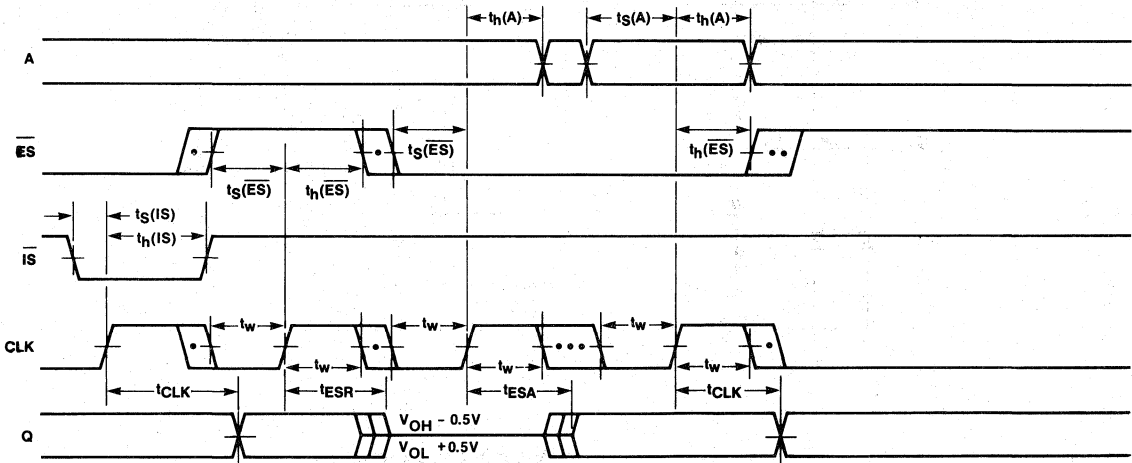 th(A) tS(A) th(A)
A
ES
tS(ES) th(ES)
tS(ES) th(ES)
tS(IS)
th(IS)
IS
tw tw tw
CLK
tw tw tw tw
tCLK tESR tESA tCLK
VOH - 0.5V
Q
VOL +0.5V